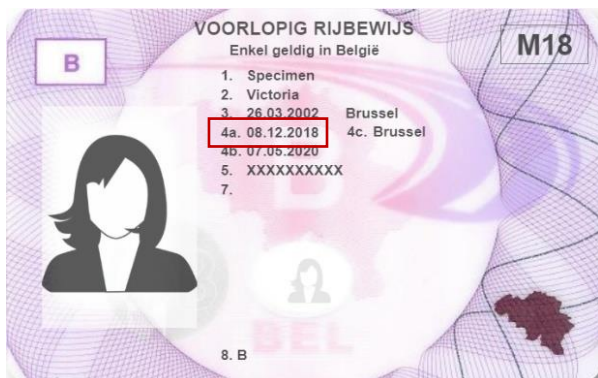 VOORLOPIG RIJBEWIJS
Enkel geldig in België
B
M18
1. Specimen
2. Victoria
3. 26.03.2002 Brussel
4a. 08.12.2018 4c. Brussel
4b. 07.05.2020
5. XXXXXXXXXX
7.
B
BEL
8. B